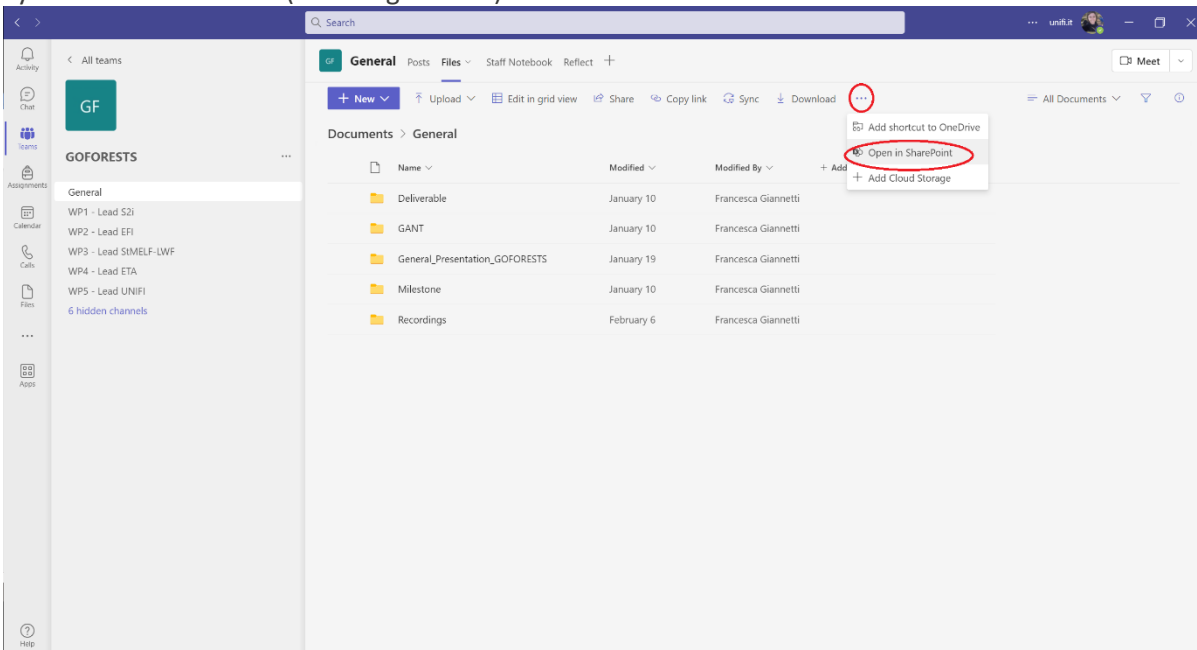 Search
unifi.it
Activity
Chat
Teams
Assignments
Calendar
Calls
Files
Apps
Help
All teams
GF
GOFORESTS
General
WP1 - Lead S2i
WP2 - Lead EFI
WP3 - Lead StMELF-LWF
WP4 - Lead ETA
WP5 - Lead UNIFI
6 hidden channels
GF General Posts Files Staff Notebook Reflect +
Meet
+ New Upload Edit in grid view Share Copy link Sync Download ... All Documents
Add shortcut to OneDrive
Open in SharePoint
+ Add Cloud Storage
Documents > General
Name Modified Modified By + Add
Deliverable January 10 Francesca Giannetti
GANT January 10 Francesca Giannetti
General_Presentation_GOFORESTS January 19 Francesca Giannetti
Milestone January 10 Francesca Giannetti
Recordings February 6 Francesca Giannetti